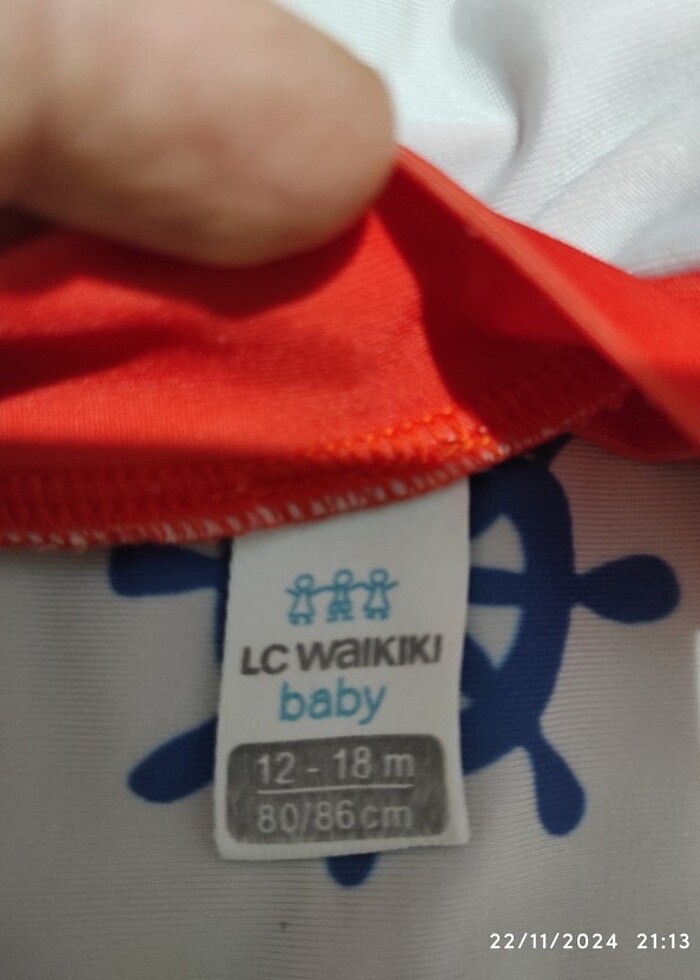 LC WAIKIKI
baby
12 - 18 m
80/86cm
22/11/2024 21:13